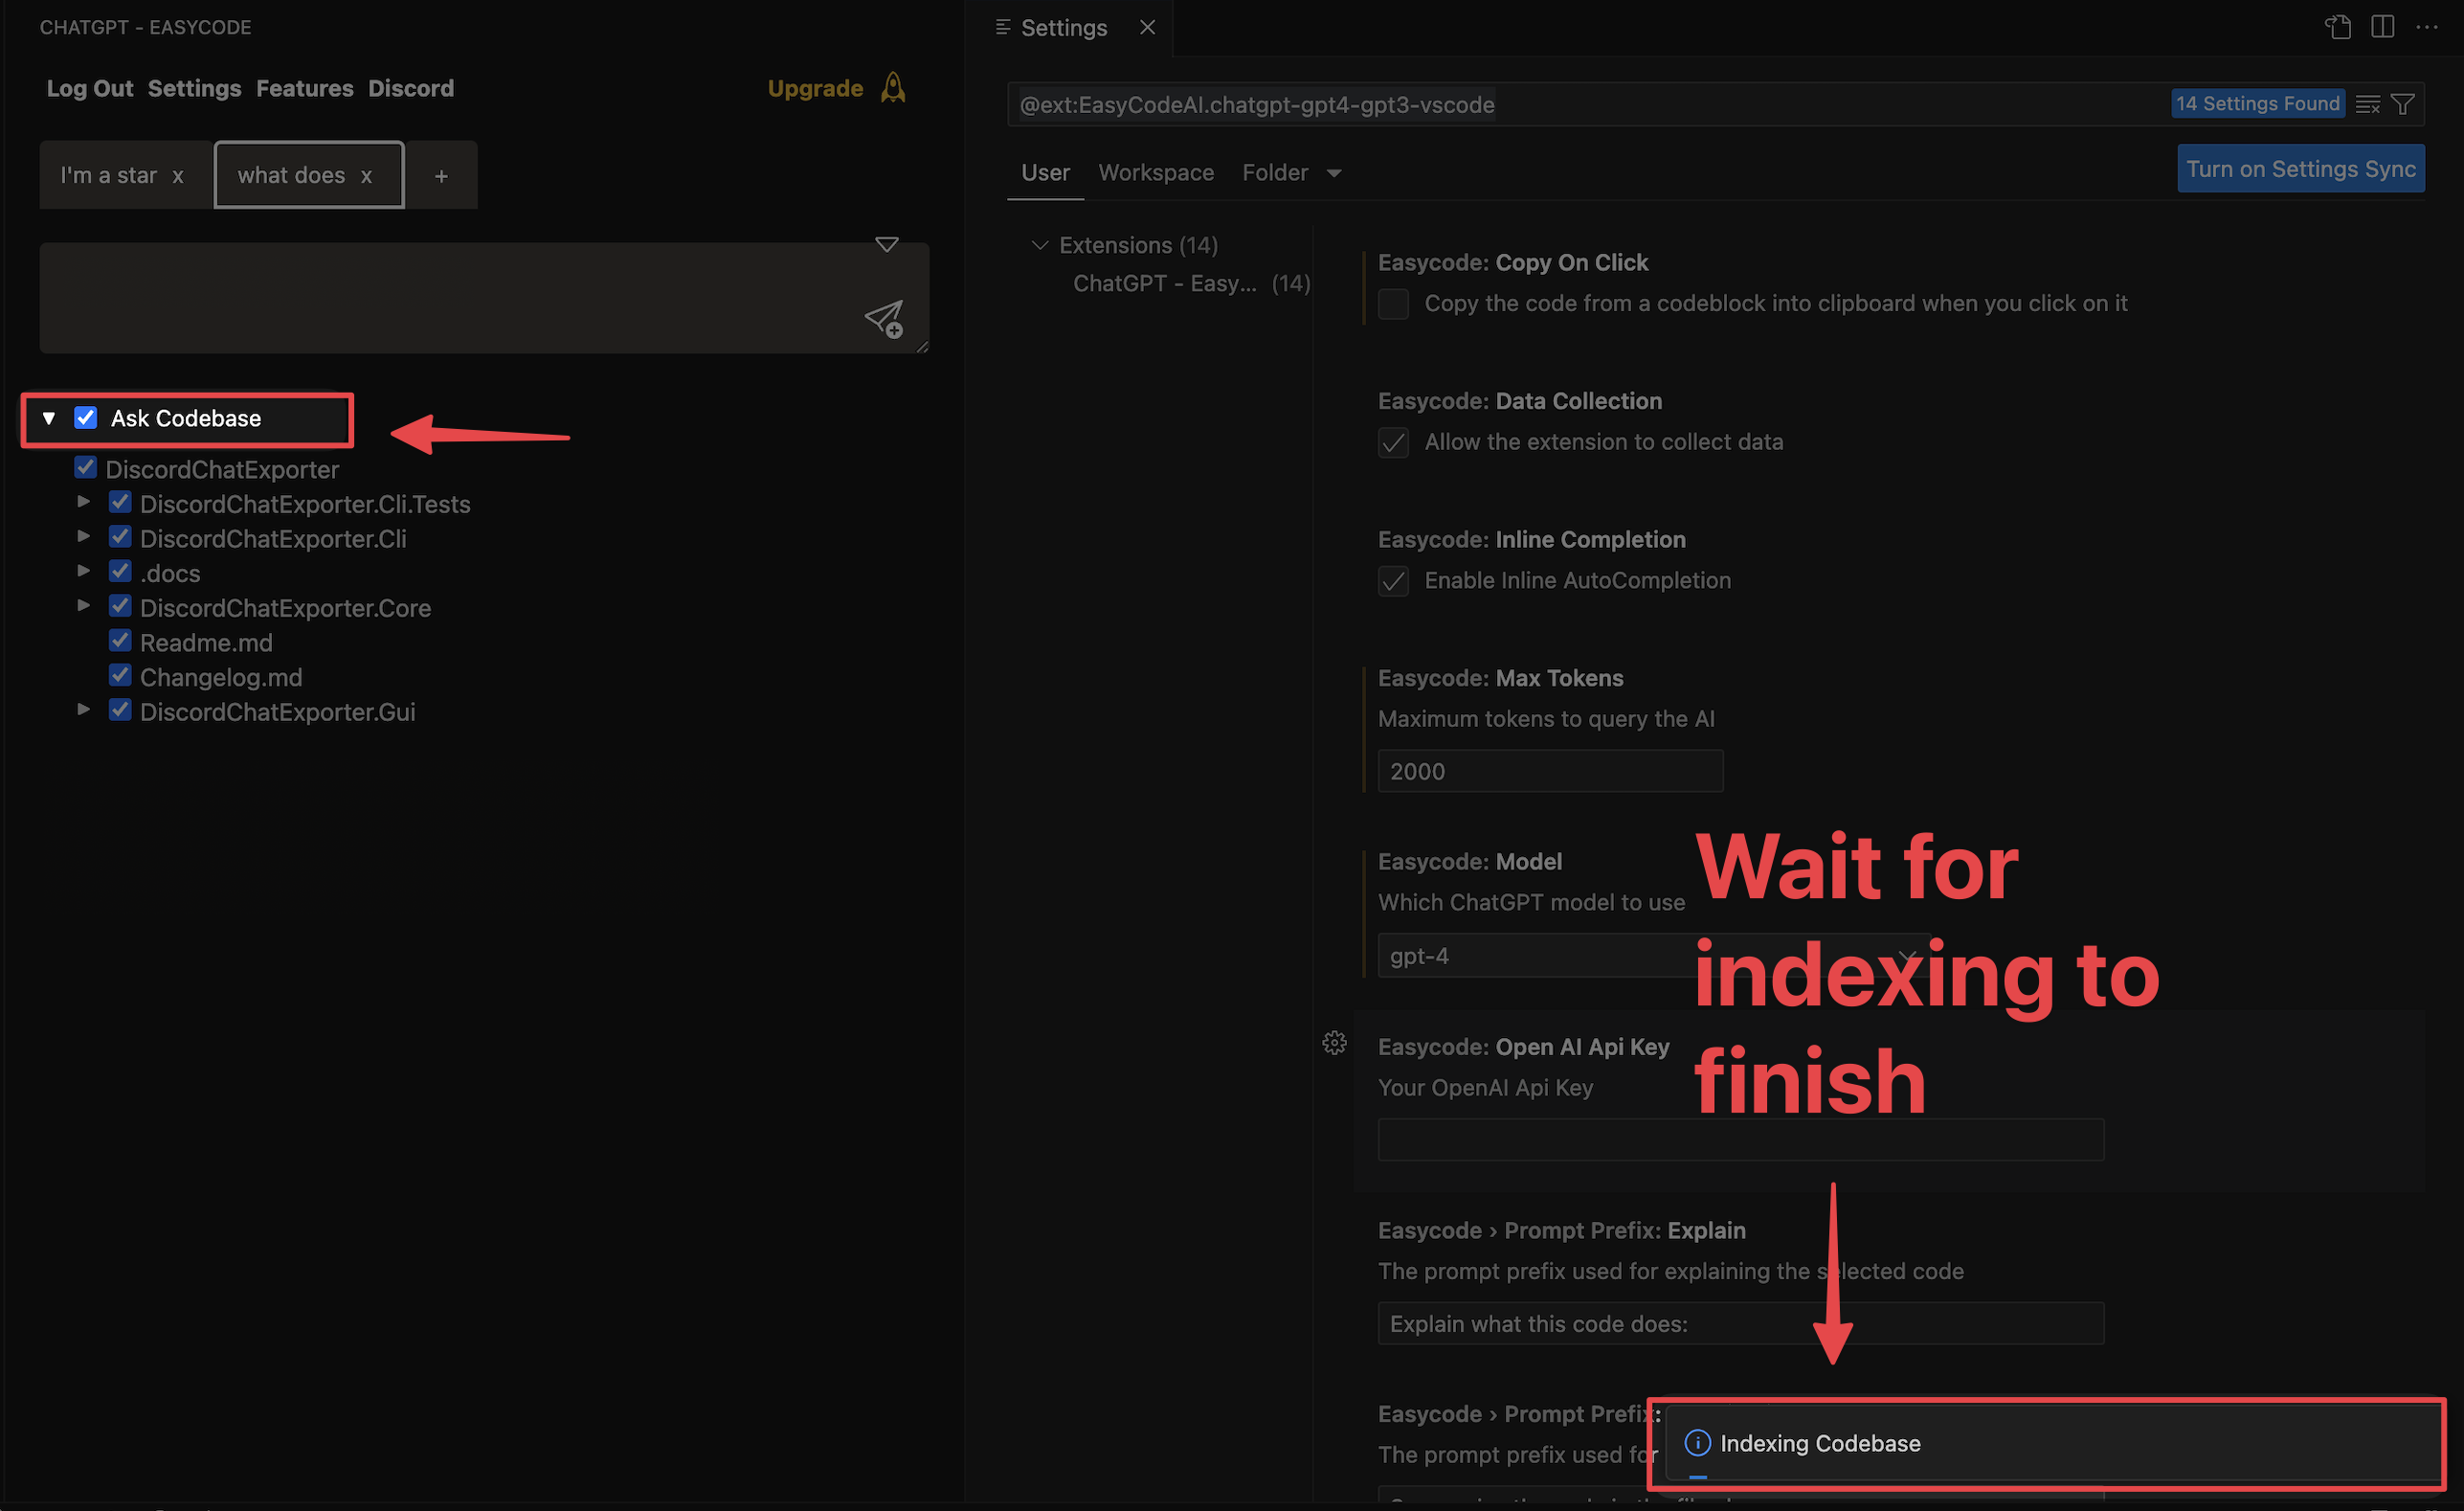 CHATGPT - EASYCODE
Log Out Settings Features Discord
Upgrade
I'm a star x
what does x
+
Ask Codebase
DiscordChatExporter
DiscordChatExporter.Cli.Tests
DiscordChatExporter.Cli
.docs
DiscordChatExporter.Core
Readme.md
Changelog.md
DiscordChatExporter.Gui
Settings
@ext:EasyCodeAI.chatgpt-gpt4-gpt3-vscode
14 Settings Found
User Workspace Folder
Turn on Settings Sync
Extensions (14)
ChatGPT - Easy... (14)
Easycode: Copy On Click
Copy the code from a codeblock into clipboard when you click on it
Easycode: Data Collection
Allow the extension to collect data
Easycode: Inline Completion
Enable Inline AutoCompletion
Easycode: Max Tokens
Maximum tokens to query the AI
2000
Easycode: Model
Which ChatGPT model to use
gpt-4
Wait for
indexing to
finish
Easycode: Open AI Api Key
Your OpenAI Api Key
Easycode › Prompt Prefix: Explain
The prompt prefix used for explaining the selected code
Explain what this code does:
Easycode › Prompt Prefix:
The prompt prefix used for
Indexing Codebase